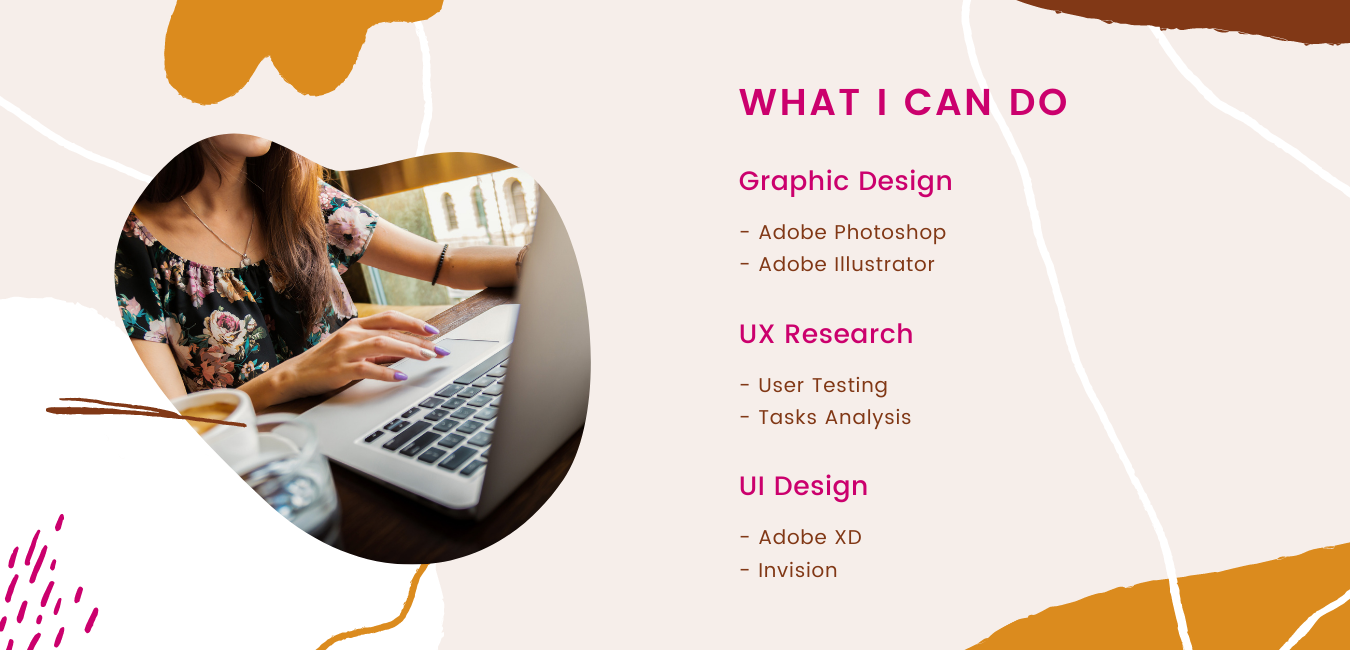 WHAT I CAN DO
Graphic Design
- Adobe Photoshop
- Adobe Illustrator
UX Research
- User Testing
- Tasks Analysis
UI Design
- Adobe XD
- Invision